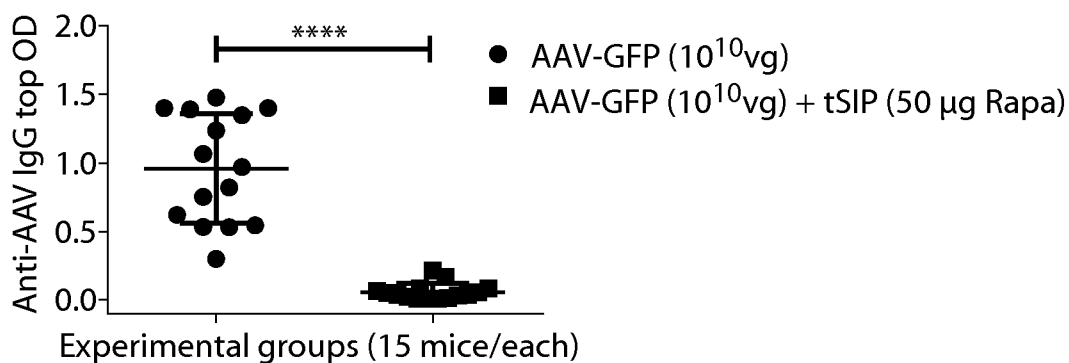 Anti-AAV IgG top OD
2.0
1.5
1.0
0.5
0.0
****
AAV-GFP (10¹⁰vg)
AAV-GFP (10¹⁰vg) + tSIP (50 µg Rapa)
Experimental groups (15 mice/each)